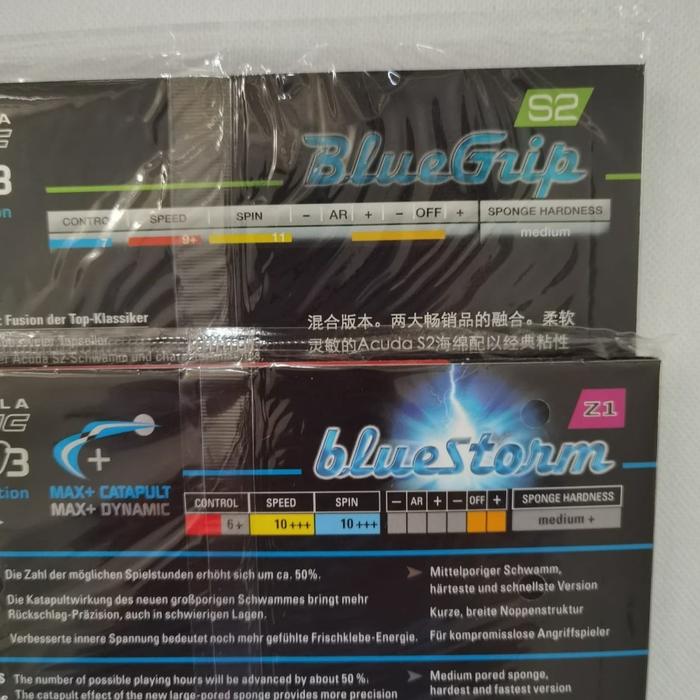 S2
BlueGrip
CONTROL SPEED SPIN - AR + - OFF + SPONGE HARDNESS
7 9+ 11 medium
Fusion der Top-Klassiker
混合版本。两大畅销品的融合。柔软
灵敏的Acuda S2海绵配以经典粘性
Acuda S2-Schwamm und
Z1
bluestorm
MAX+ CATAPULT
MAX+ DYNAMIC
CONTROL SPEED SPIN - AR + - OFF + SPONGE HARDNESS
6+ 10+++ 10+++ medium +
Die Zahl der möglichen Spielstunden erhöht sich um ca. 50%.
Die Katapultwirkung des neuen großporigen Schwammes bringt mehr
Rückschlag-Präzision, auch in schwierigen Lagen.
Verbesserte innere Spannung bedeutet noch mehr gefühlte Frischklebe-Energie.
Mittelporiger Schwamm,
härteste und schnellste Version
Kurze, breite Noppenstruktur
Für kompromisslose Angriffspieler
The number of possible playing hours will be advanced by about 50 %.
The catapult effect of the new large-pored sponge provides more precision
Medium pored sponge,
hardest and fastest version